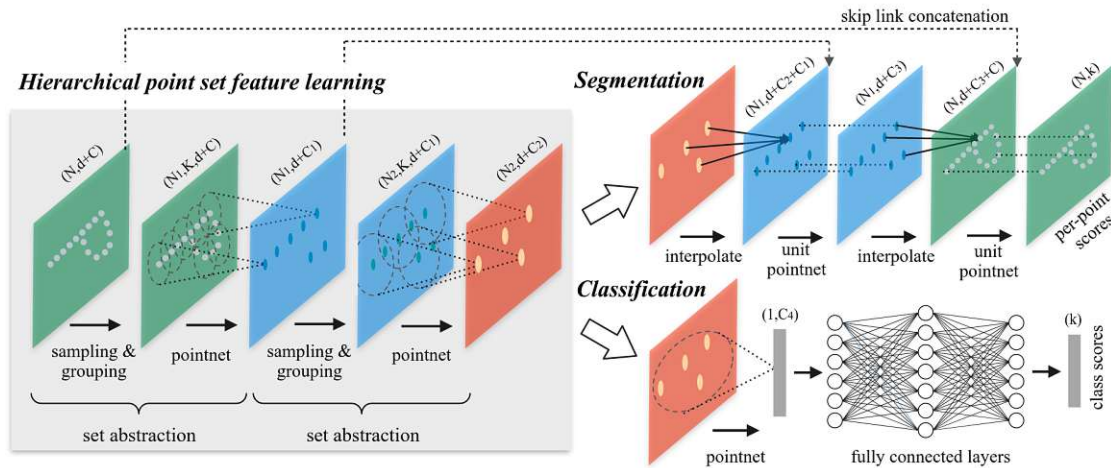 skip link concatenation
Hierarchical point set feature learning
(N,d+C)
(N1,K,d+C)
(N1,d+C1)
(N2,K,d+C1)
(N2,d+C2)
sampling &
grouping
pointnet
sampling &
grouping
pointnet
set abstraction
set abstraction
Segmentation
(N1,d+C2+C1)
(N1,d+C3)
(N,d+C3+C)
(N,k)
per-point
scores
interpolate
unit
pointnet
interpolate
unit
pointnet
Classification
(1,C4)
(k)
class scores
pointnet
fully connected layers